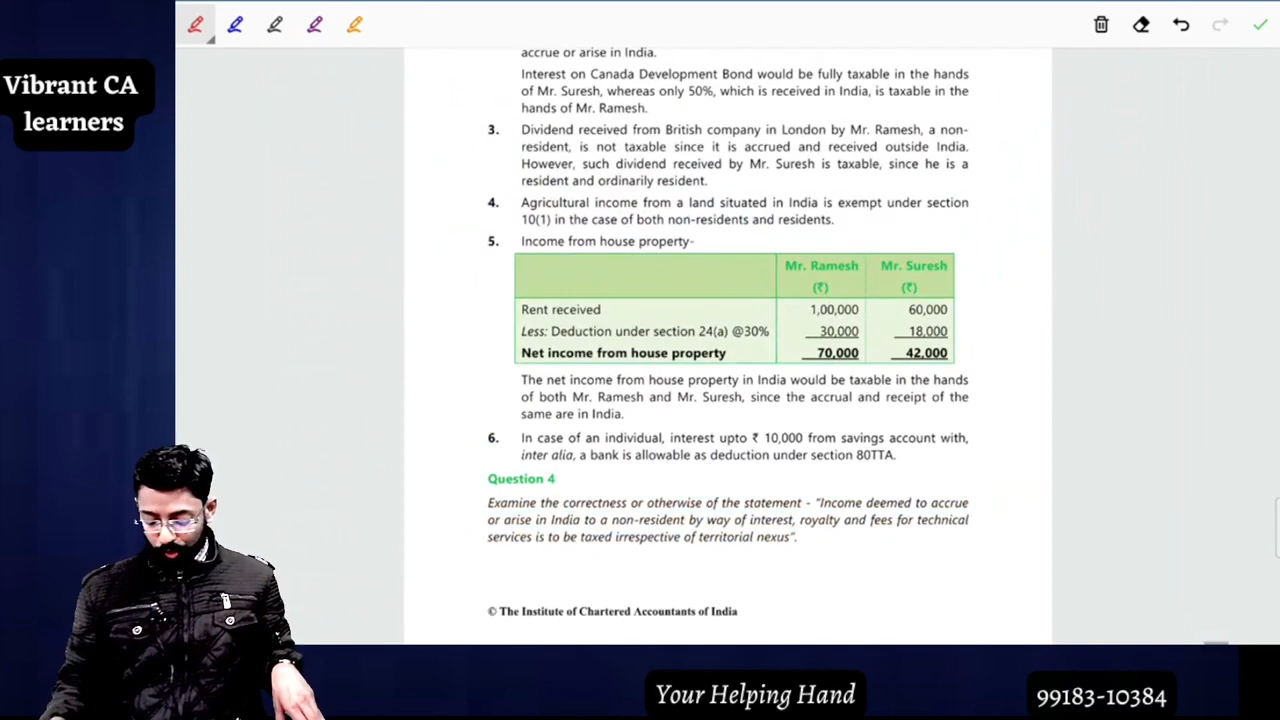 Vibrant CA
learners
accrue or arise in India.
Interest on Canada Development Bond would be fully taxable in the hands
of Mr. Suresh, whereas only 50%, which is received in India, is taxable in the
hands of Mr. Ramesh.
3. Dividend received from British company in London by Mr. Ramesh, a non-
resident, is not taxable since it is accrued and received outside India.
However, such dividend received by Mr. Suresh is taxable, since he is a
resident and ordinarily resident.
4. Agricultural income from a land situated in India is exempt under section
10(1) in the case of both non-residents and residents.
5. Income from house property-
Mr. Ramesh Mr. Suresh
(₹) (₹)
Rent received 1,00,000 60,000
Less: Deduction under section 24(a) @30% 30,000 18,000
Net income from house property 70,000 42,000
The net income from house property in India would be taxable in the hands
of both Mr. Ramesh and Mr. Suresh, since the accrual and receipt of the
same are in India.
6. In case of an individual, interest upto ₹ 10,000 from savings account with,
inter alia, a bank is allowable as deduction under section 80TTA.
Question 4
Examine the correctness or otherwise of the statement - "Income deemed to accrue
or arise in India to a non-resident by way of interest, royalty and fees for technical
services is to be taxed irrespective of territorial nexus".
© The Institute of Chartered Accountants of India
Your Helping Hand
99183-10384